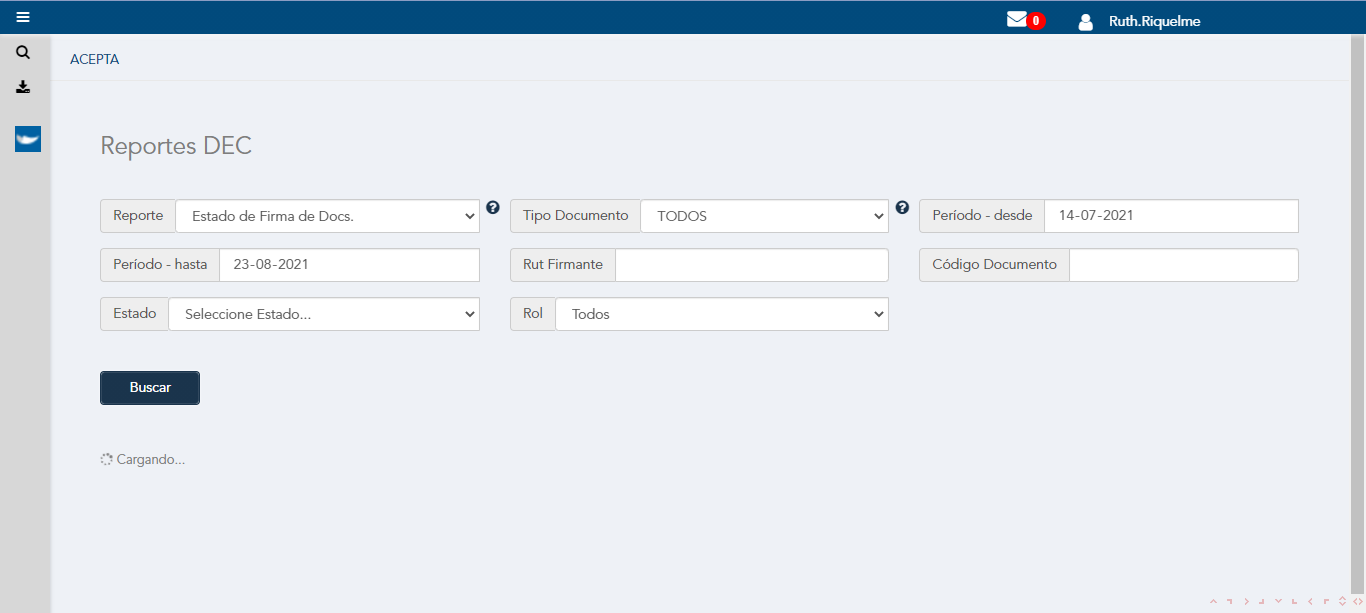 0 Ruth.Riquelme
ACEPTA
Reportes DEC
Reporte Estado de Firma de Docs. ? Tipo Documento TODOS ? Período - desde 14-07-2021
Período - hasta 23-08-2021 Rut Firmante Código Documento
Estado Seleccione Estado... Rol Todos
Buscar
Cargando...